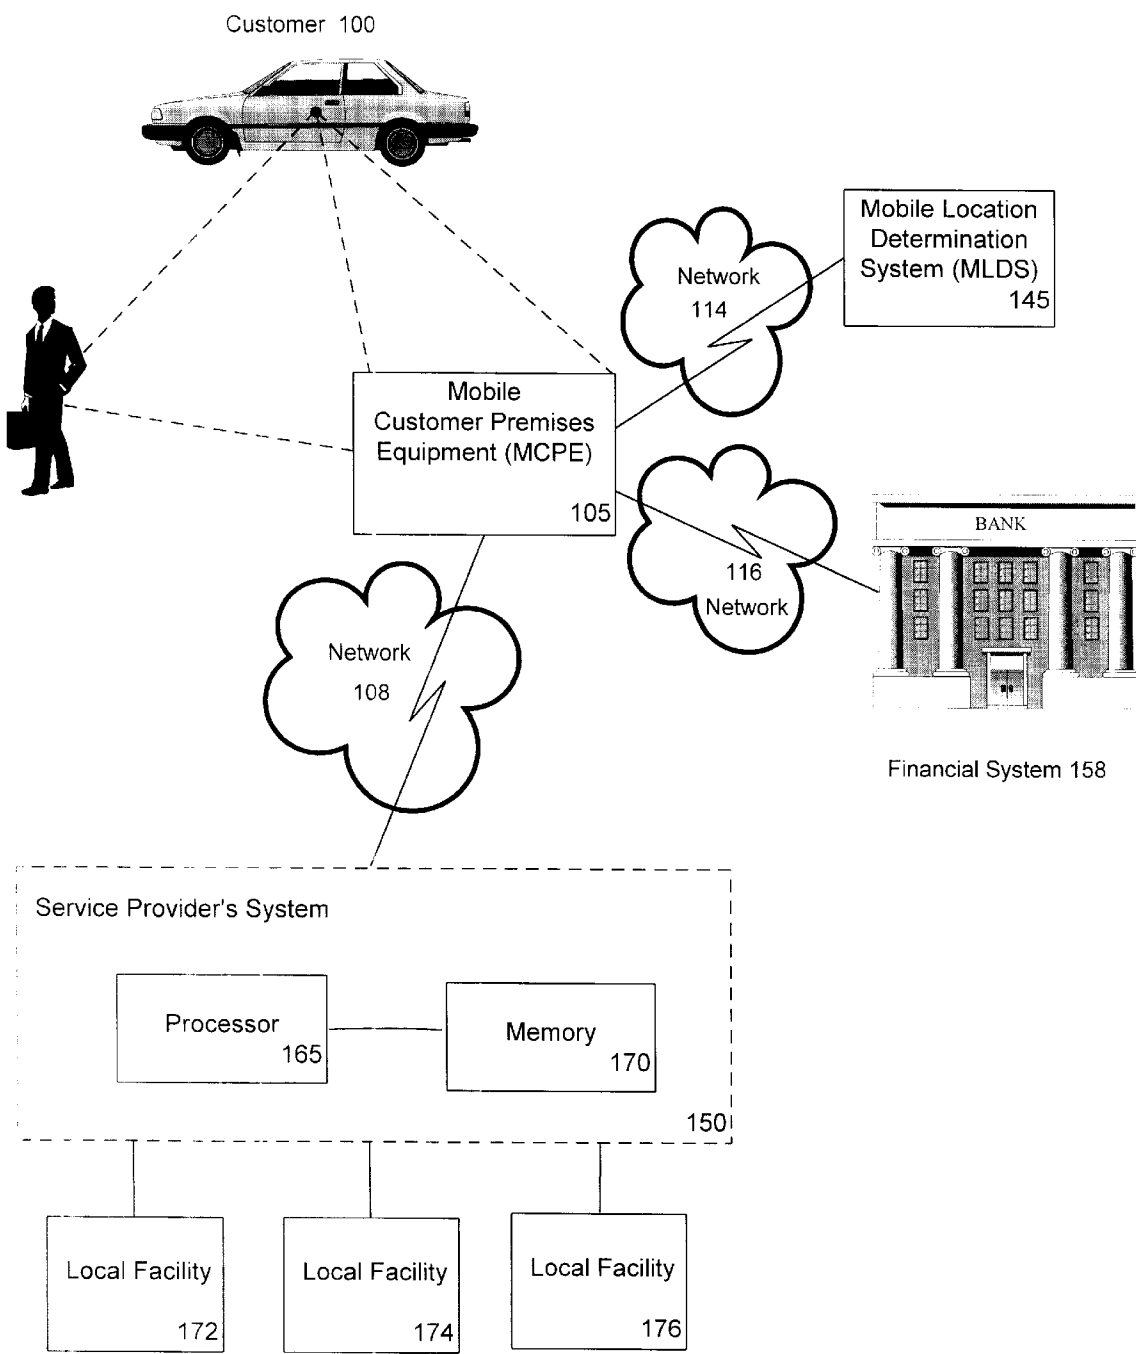 Customer 100
Mobile Location
Determination
System (MLDS)
145
Network
114
Mobile
Customer Premises
Equipment (MCPE)
105
BANK
116
Network
Network
108
Financial System 158
Service Provider's System
Processor
165
Memory
170
150
Local Facility
172
Local Facility
174
Local Facility
176